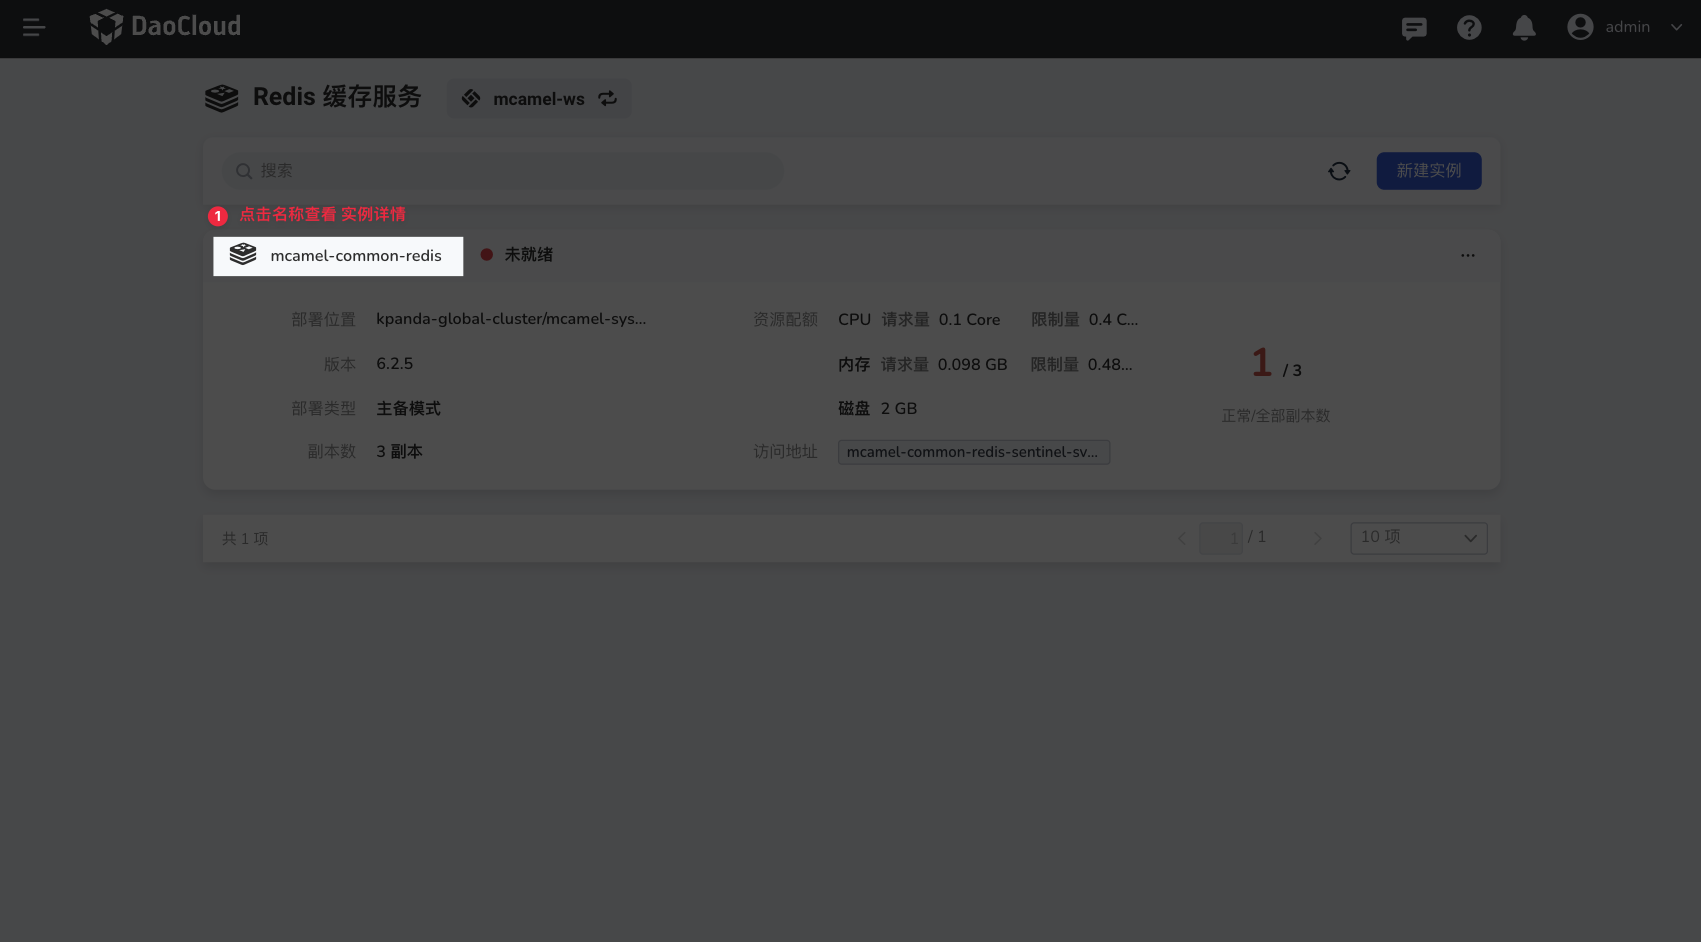 DaoCloud
admin
Redis 缓存服务
mcamel-ws
搜索
新建实例
1 点击名称查看 实例详情
mcamel-common-redis
未就绪
...
部署位置 kpanda-global-cluster/mcamel-sys...
资源配额 CPU 请求量 0.1 Core 限制量 0.4 C...
版本 6.2.5
内存 请求量 0.098 GB 限制量 0.48...
1 / 3
部署类型 主备模式
磁盘 2 GB
正常/全部副本数
副本数 3 副本
访问地址 mcamel-common-redis-sentinel-sv...
共 1 项
1 / 1
10 项